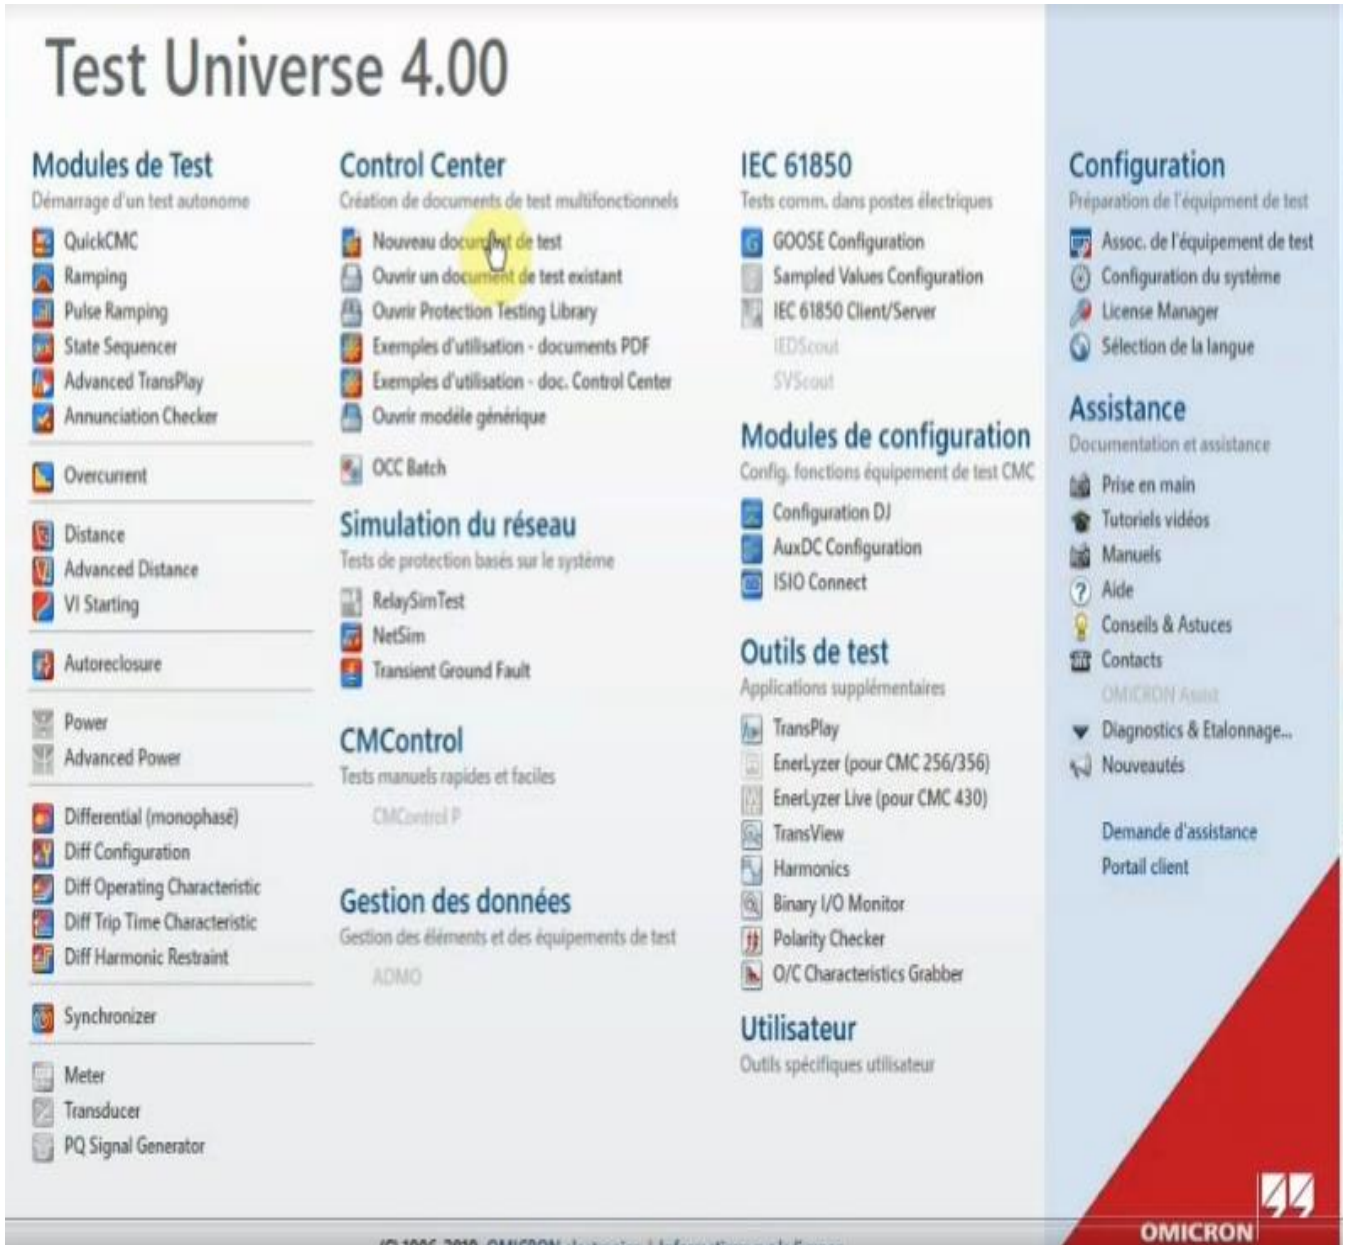 Test Universe 4.00
Modules de Test
Démarrage d'un test autonome
QuickCMC
Ramping
Pulse Ramping
State Sequencer
Advanced TransPlay
Annunciation Checker
Overcurrent
Distance
Advanced Distance
VI Starting
Autoreclosure
Power
Advanced Power
Differential (monophasé)
Diff Configuration
Diff Operating Characteristic
Diff Trip Time Characteristic
Diff Harmonic Restraint
Synchronizer
Meter
Transducer
PQ Signal Generator
Control Center
Création de documents de test multifonctionnels
Nouveau document de test
Ouvrir un document de test existant
Ouvrir Protection Testing Library
Exemples d'utilisation - documents PDF
Exemples d'utilisation - doc. Control Center
Ouvrir modèle générique
OCC Batch
Simulation du réseau
Tests de protection basés sur le système
RelaySimTest
NetSim
Transient Ground Fault
CMControl
Tests manuels rapides et faciles
CMControl P
Gestion des données
Gestion des éléments et des équipements de test
ADMO
IEC 61850
Tests comm. dans postes électriques
GOOSE Configuration
Sampled Values Configuration
IEC 61850 Client/Server
IEDScout
SVScout
Modules de configuration
Config. fonctions équipement de test CMC
Configuration DJ
AuxDC Configuration
ISIO Connect
Outils de test
Applications supplémentaires
TransPlay
EnerLyzer (pour CMC 256/356)
EnerLyzer Live (pour CMC 430)
TransView
Harmonics
Binary I/O Monitor
Polarity Checker
O/C Characteristics Grabber
Utilisateur
Outils spécifiques utilisateur
Configuration
Préparation de l'équipment de test
Assoc. de l'équipement de test
Configuration du système
License Manager
Sélection de la langue
Assistance
Documentation et assistance
Prise en main
Tutoriels vidéos
Manuels
Aide
Conseils & Astuces
Contacts
OMICRON Assist
Diagnostics & Etalonnage...
Nouveautés
Demande d'assistance
Portail client
OMICRON